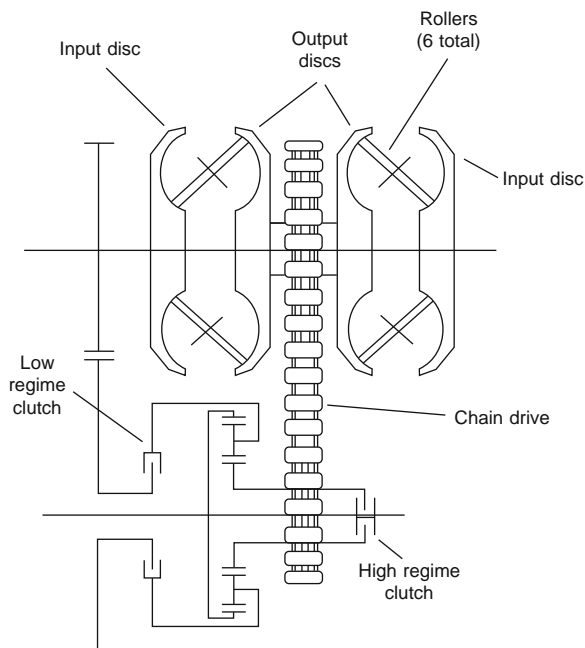 Input disc
Output
discs
Rollers
(6 total)
Input disc
Low
regime
clutch
Chain drive
High regime
clutch